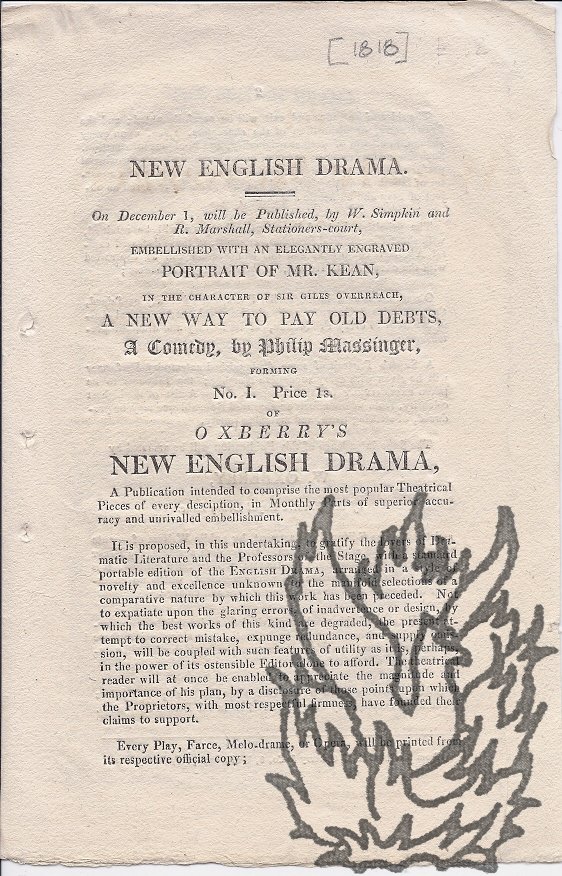 [1818]
NEW ENGLISH DRAMA.
On December 1, will be Published, by W. Simpkin and
R. Marshall, Stationers-court,
EMBELLISHED WITH AN ELEGANTLY ENGRAVED
PORTRAIT OF MR. KEAN,
IN THE CHARACTER OF SIR GILES OVERREACH,
A NEW WAY TO PAY OLD DEBTS,
A Comedy, by Philip Massinger,
FORMING
No. I. Price 1s.
OF
OXBERRY'S
NEW ENGLISH DRAMA,
A Publication intended to comprise the most popular Theatrical
Pieces of every desciption, in Monthly Parts of superior accu-
racy and unrivalled embellishment.
It is proposed, in this undertaking, to gratify the lovers of Dra-
matic Literature and the Professors of the Stage, with a standard
portable edition of the ENGLISH DRAMA, arranged in a style of
novelty and excellence unknown to the manifold selections of a
comparative nature by which this work has been preceded. Not
to expatiate upon the glaring errors, of inadvertence or design, by
which the best works of this kind are degraded, the present at-
tempt to correct mistake, expunge redundance, and supply omis-
sion, will be coupled with such features of utility as it is, perhaps,
in the power of its ostensible Editor alone to afford. The theatrical
reader will at once be enabled to appreciate the magnitude and
importance of his plan, by a disclosure of those points upon which
the Proprietors, with most respectful firmness, have founded their
claims to support.
Every Play, Farce, Melo-drame, or Opera, will be printed from
its respective official copy;